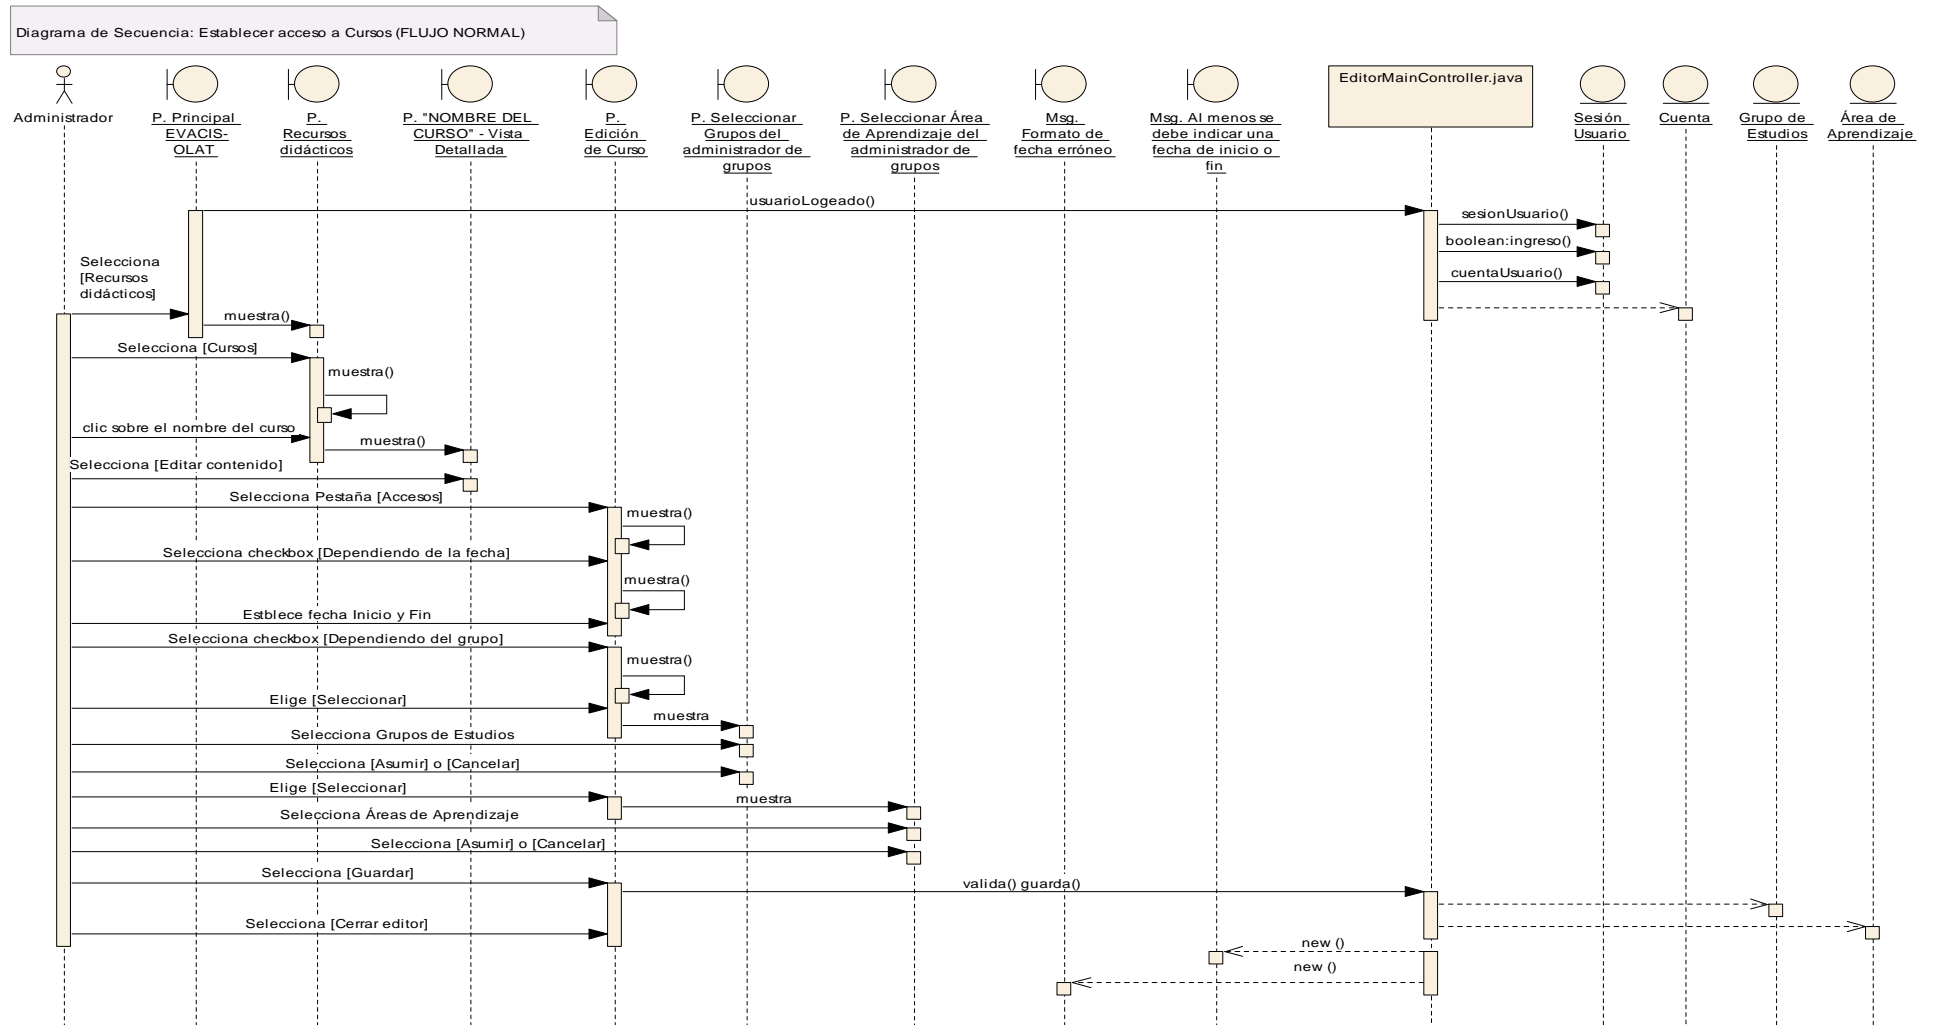 Diagrama de Secuencia: Establecer acceso a Cursos (FLUJO NORMAL)
Administrador
P. Principal
EVACIS-
OLAT
P.
Recursos
didácticos
P. "NOMBRE DEL
CURSO" - Vista
Detallada
P.
Edición
de Curso
P. Seleccionar
Grupos del
administrador de
grupos
P. Seleccionar Área
de Aprendizaje del
administrador de
grupos
Msg.
Formato de
fecha erróneo
Msg. Al menos se
debe indicar una
fecha de inicio o
fin
EditorMainController.java
Sesión
Usuario
Cuenta
Grupo de
Estudios
Área de
Aprendizaje
usuarioLogeado()
sesionUsuario()
boolean:ingreso()
cuentaUsuario()
Selecciona
[Recursos
didácticos]
muestra()
Selecciona [Cursos]
muestra()
clic sobre el nombre del curso
muestra()
Selecciona [Editar contenido]
Selecciona Pestaña [Accesos]
muestra()
Selecciona checkbox [Dependiendo de la fecha]
muestra()
Estblece fecha Inicio y Fin
Selecciona checkbox [Dependiendo del grupo]
muestra()
Elige [Seleccionar]
muestra
Selecciona Grupos de Estudios
Selecciona [Asumir] o [Cancelar]
Elige [Seleccionar]
muestra
Selecciona Áreas de Aprendizaje
Selecciona [Asumir] o [Cancelar]
Selecciona [Guardar]
valida() guarda()
Selecciona [Cerrar editor]
new ()
new ()